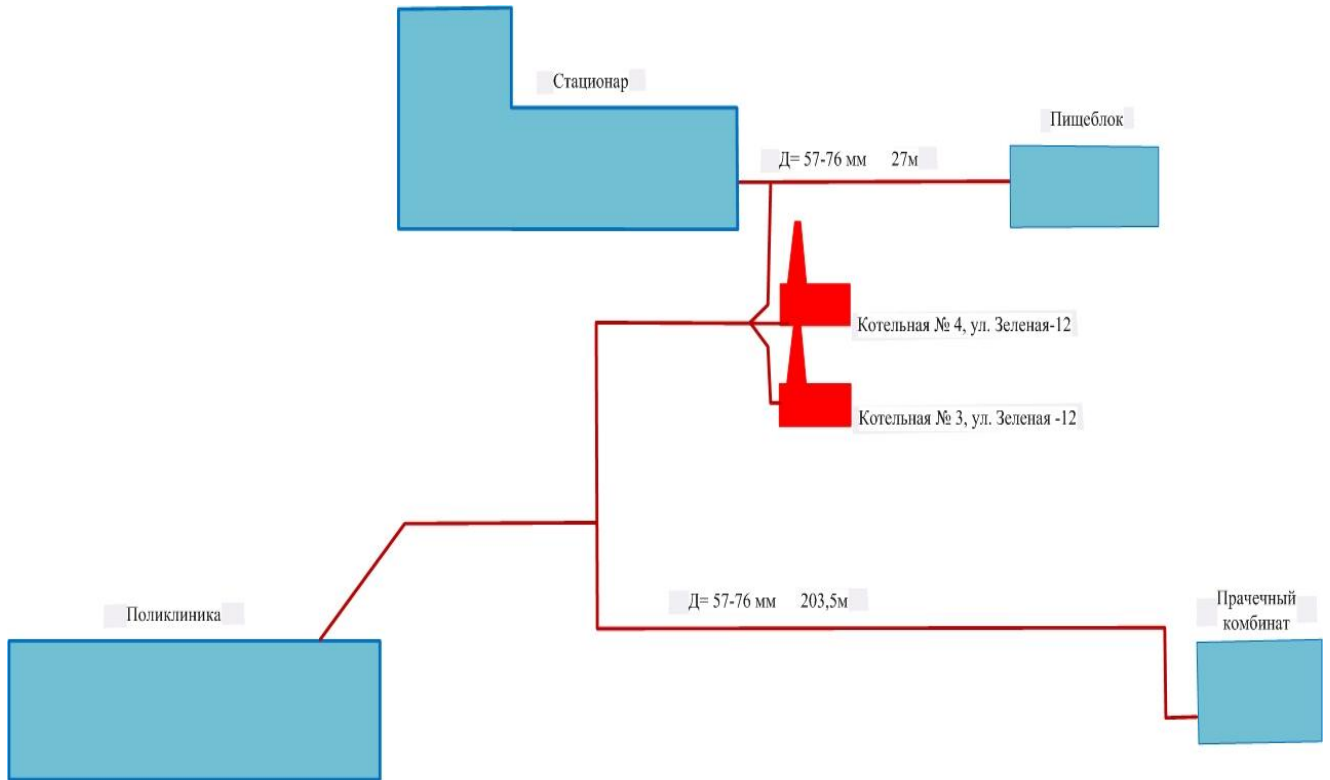 Стационар
Пищеблок
Д= 57-76 мм 27м
Котельная № 4, ул. Зеленая-12
Котельная № 3, ул. Зеленая -12
Д= 57-76 мм 203,5м
Поликлиника
Прачечный
комбинат